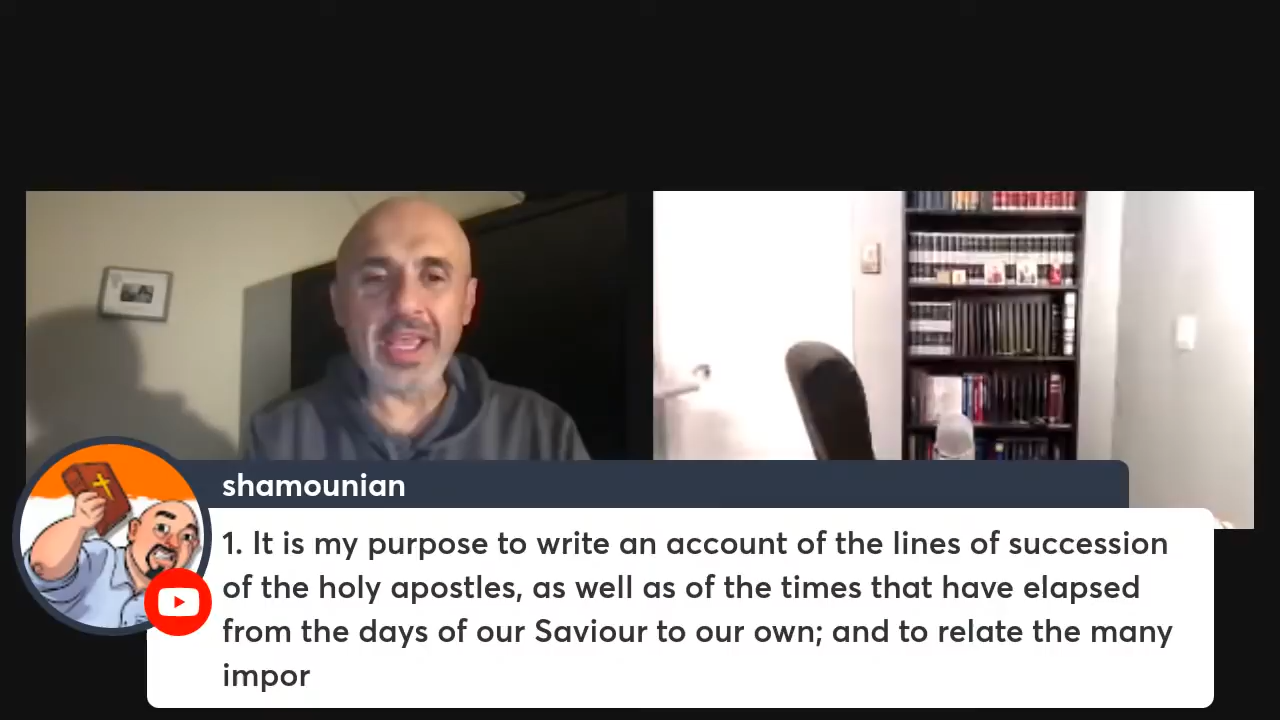 shamounian
1. It is my purpose to write an account of the lines of succession
of the holy apostles, as well as of the times that have elapsed
from the days of our Saviour to our own; and to relate the many
impor